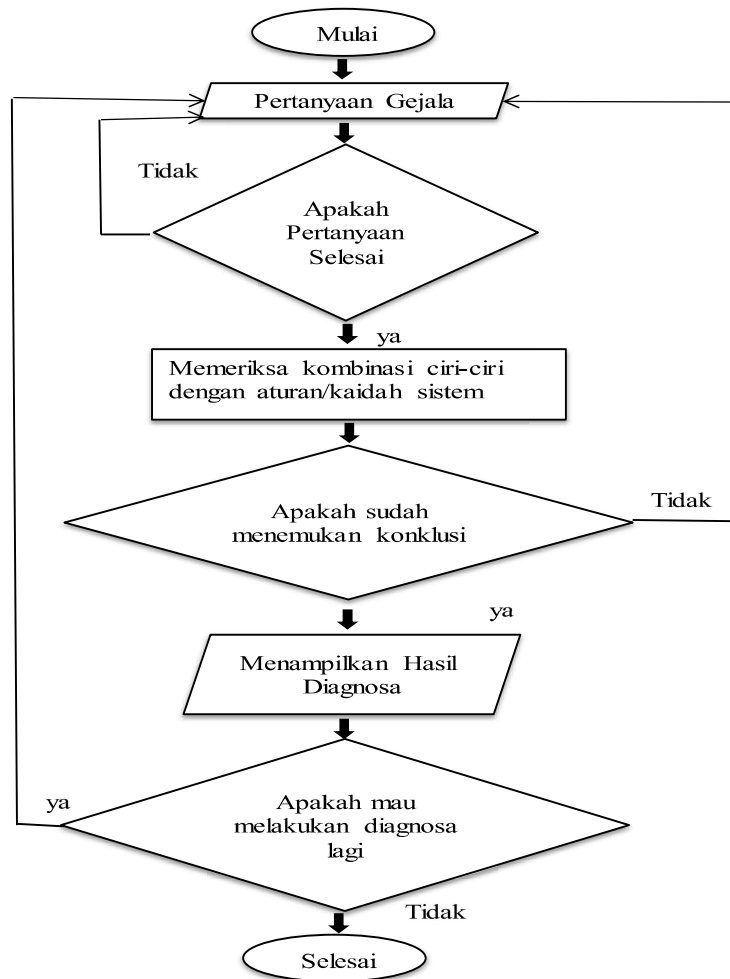 Mulai
Pertanyaan Gejala
Tidak
Apakah
Pertanyaan
Selesai
ya
Memeriksa kombinasi ciri-ciri
dengan aturan/kaidah sistem
Apakah sudah
menemukan konklusi
Tidak
ya
Menampilkan Hasil
Diagnosa
ya
Apakah mau
melakukan diagnosa
lagi
Tidak
Selesai